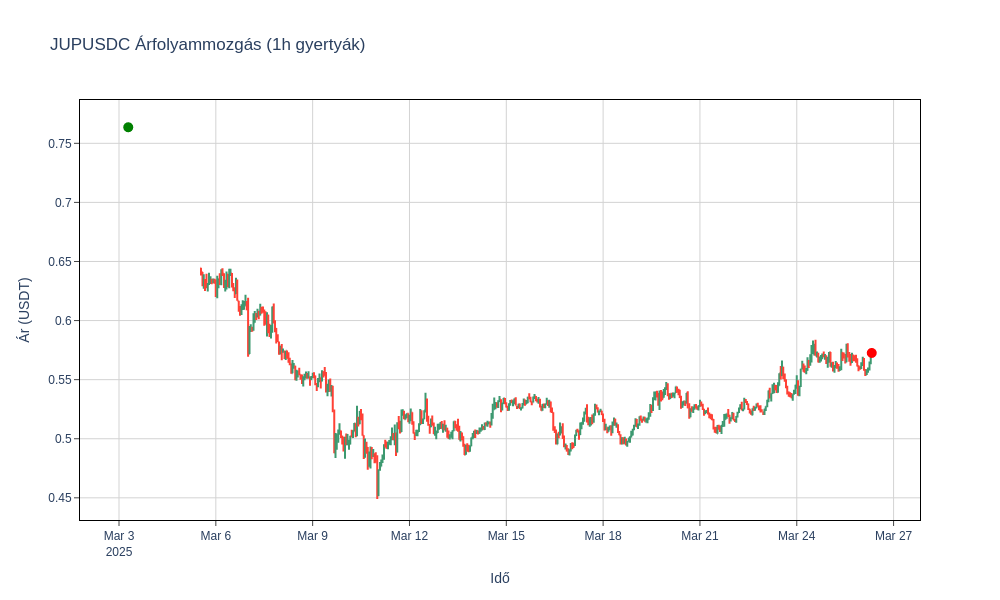 JUPUSDC Árfolyammozgás (1h gyertyák)
Ár (USDT)
0.75
0.7
0.65
0.6
0.55
0.5
0.45
Mar 3 Mar 6 Mar 9 Mar 12 Mar 15 Mar 18 Mar 21 Mar 24 Mar 27
2025
Idő